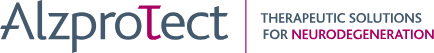 AlzproTect
THERAPEUTIC SOLUTIONS
FOR NEURODEGENERATION